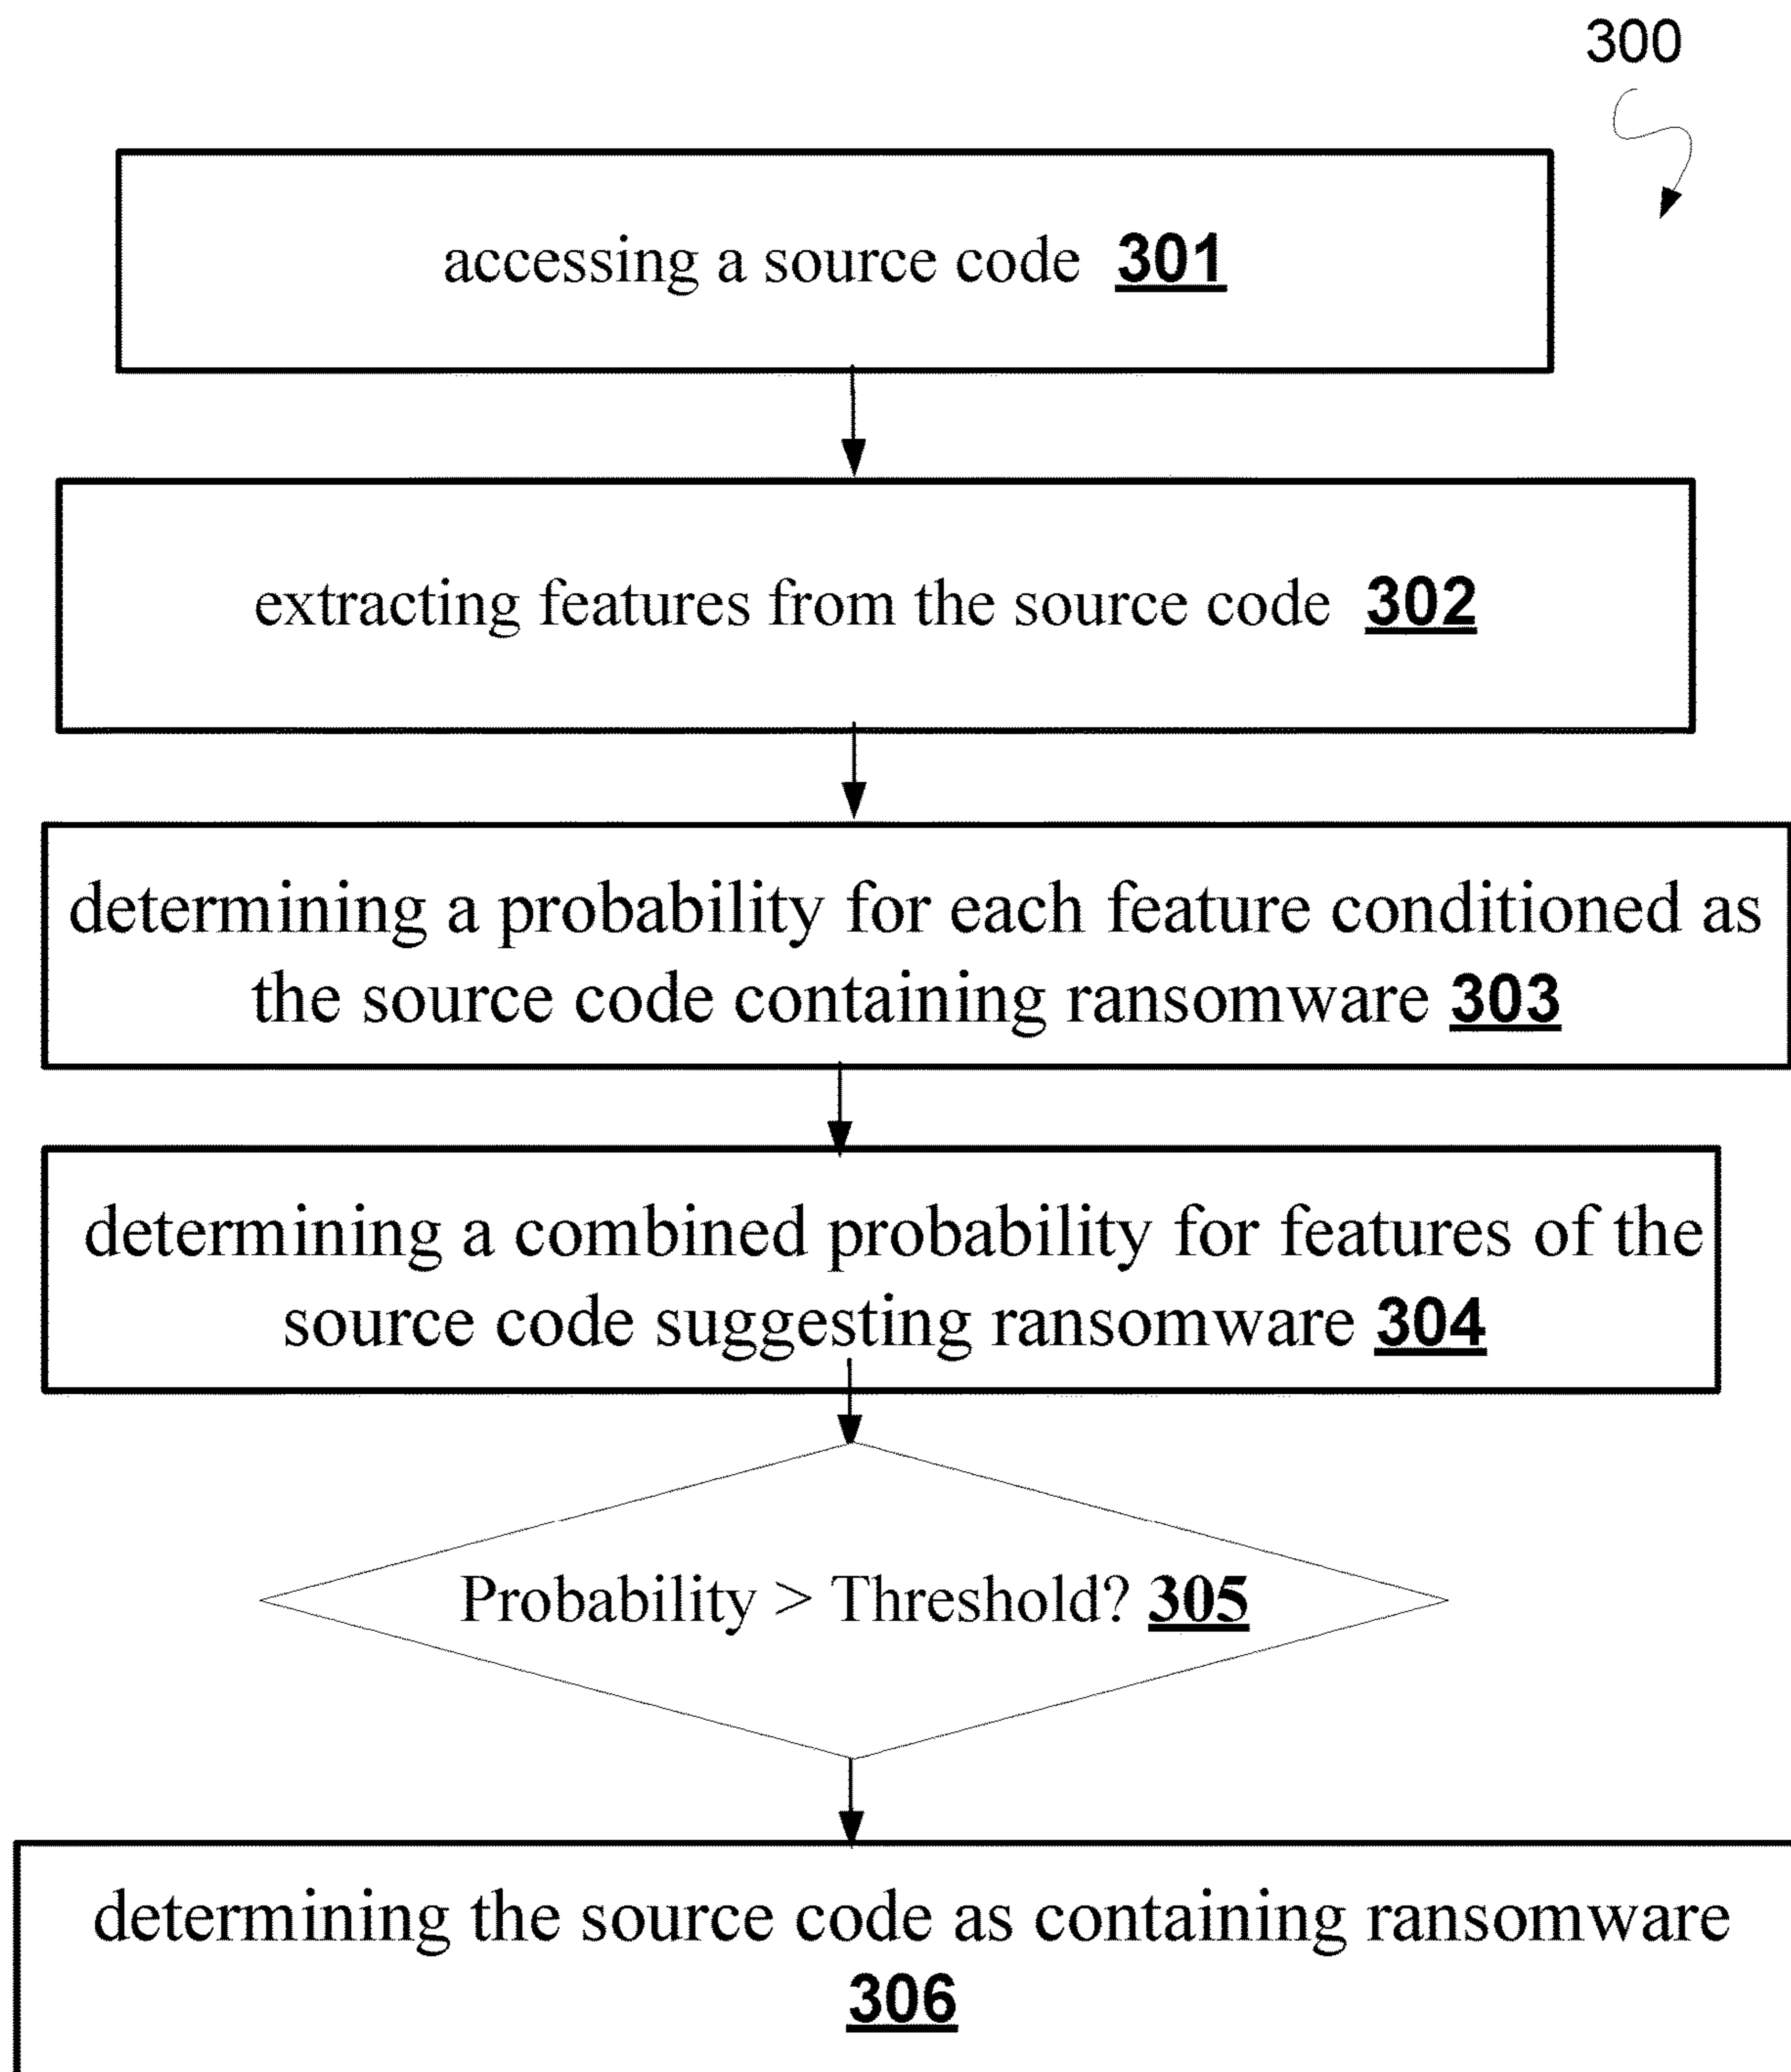 300
accessing a source code 301
extracting features from the source code 302
determining a probability for each feature conditioned as
the source code containing ransomware 303
determining a combined probability for features of the
source code suggesting ransomware 304
Probability > Threshold? 305
determining the source code as containing ransomware
306